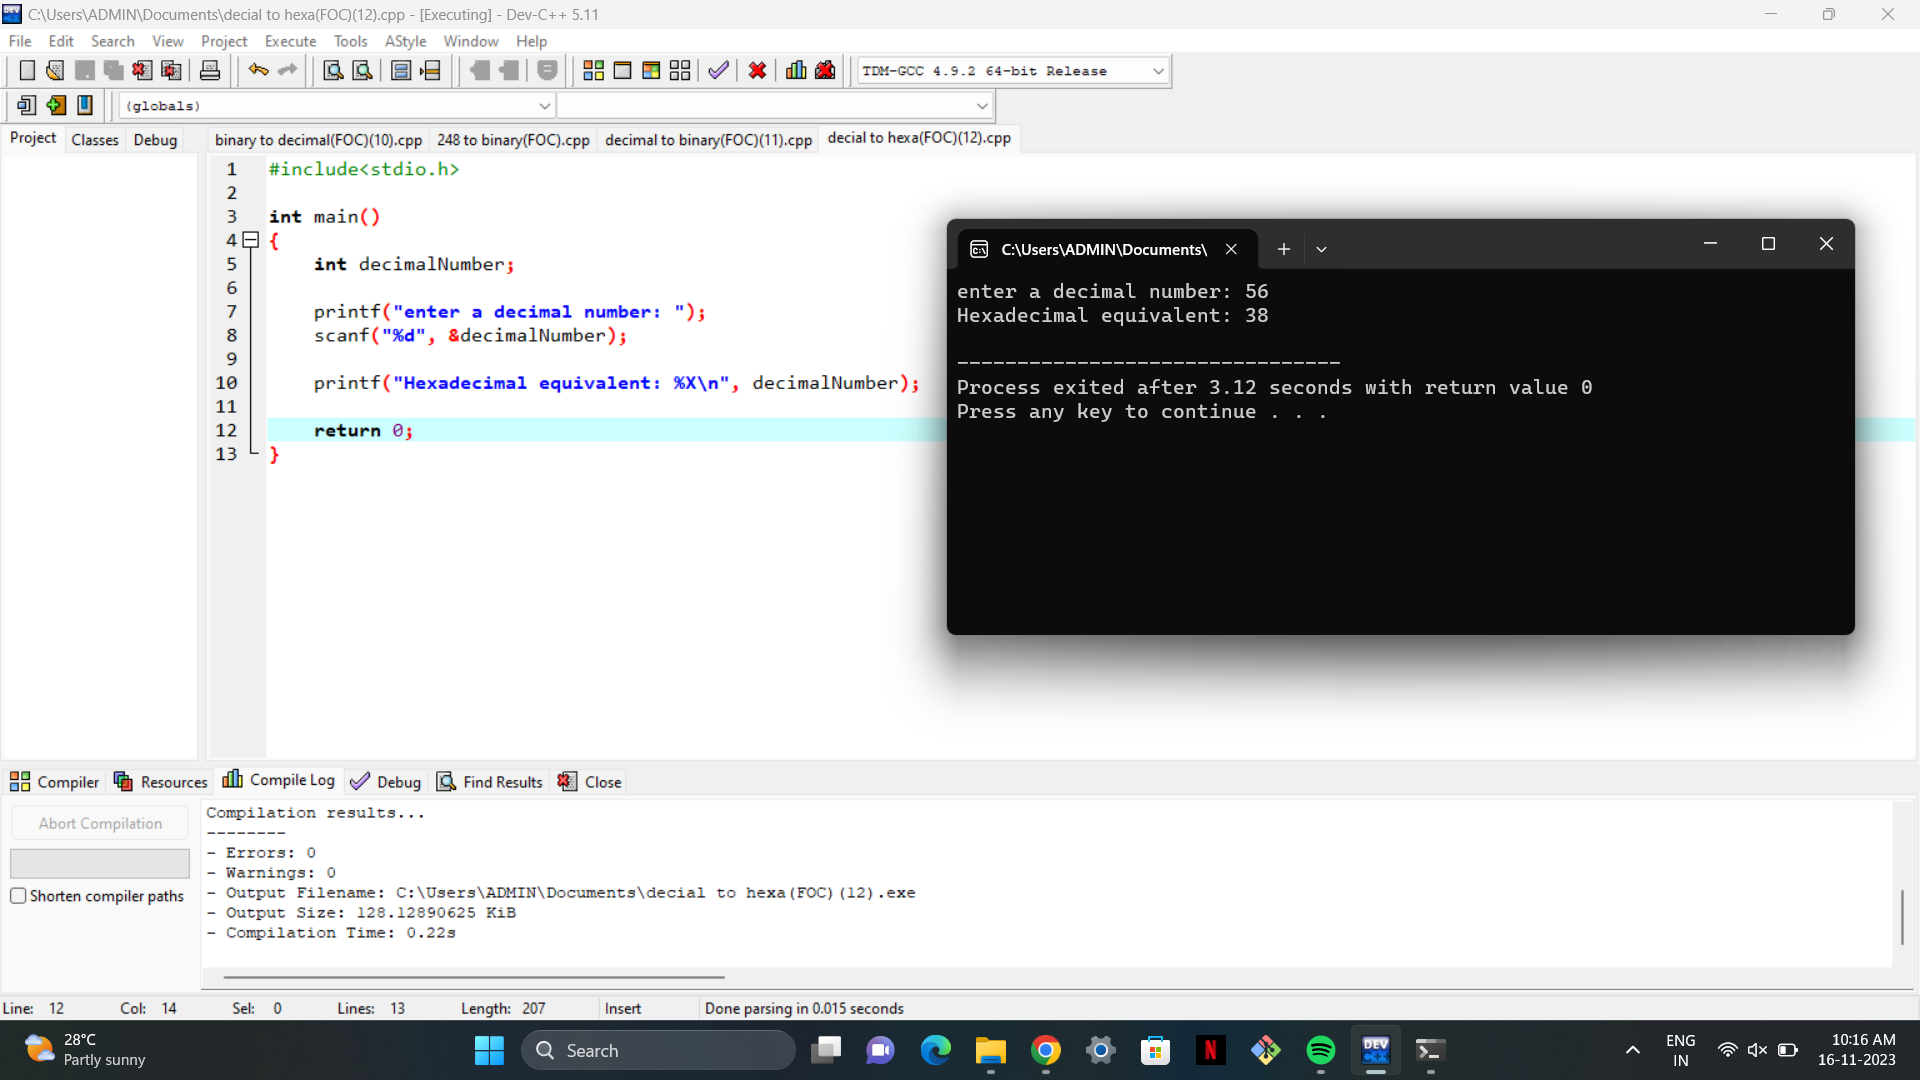 C:\Users\ADMIN\Documents\decial to hexa(FOC)(12).cpp - [Executing] - Dev-C++ 5.11
File Edit Search View Project Execute Tools AStyle Window Help
TDM-GCC 4.9.2 64-bit Release
(globals)
Project Classes Debug
binary to decimal(FOC)(10).cpp 248 to binary(FOC).cpp decimal to binary(FOC)(11).cpp decial to hexa(FOC)(12).cpp
1 #include<stdio.h>
2
3 int main()
4 {
5 int decimalNumber;
6
7 printf("enter a decimal number: ");
8 scanf("%d", &decimalNumber);
9
10 printf("Hexadecimal equivalent: %X\n", decimalNumber);
11
12 return 0;
13 }
C:\Users\ADMIN\Documents\
enter a decimal number: 56
Hexadecimal equivalent: 38
--------------------------------
Process exited after 3.12 seconds with return value 0
Press any key to continue . . .
Compiler Resources Compile Log Debug Find Results Close
Abort Compilation
Shorten compiler paths
Compilation results...
--------
- Errors: 0
- Warnings: 0
- Output Filename: C:\Users\ADMIN\Documents\decial to hexa(FOC)(12).exe
- Output Size: 128.12890625 KiB
- Compilation Time: 0.22s
Line: 12 Col: 14 Sel: 0 Lines: 13 Length: 207 Insert Done parsing in 0.015 seconds
28°C
Partly sunny
Search
DEV
C++
ENG
IN
10:16 AM
16-11-2023